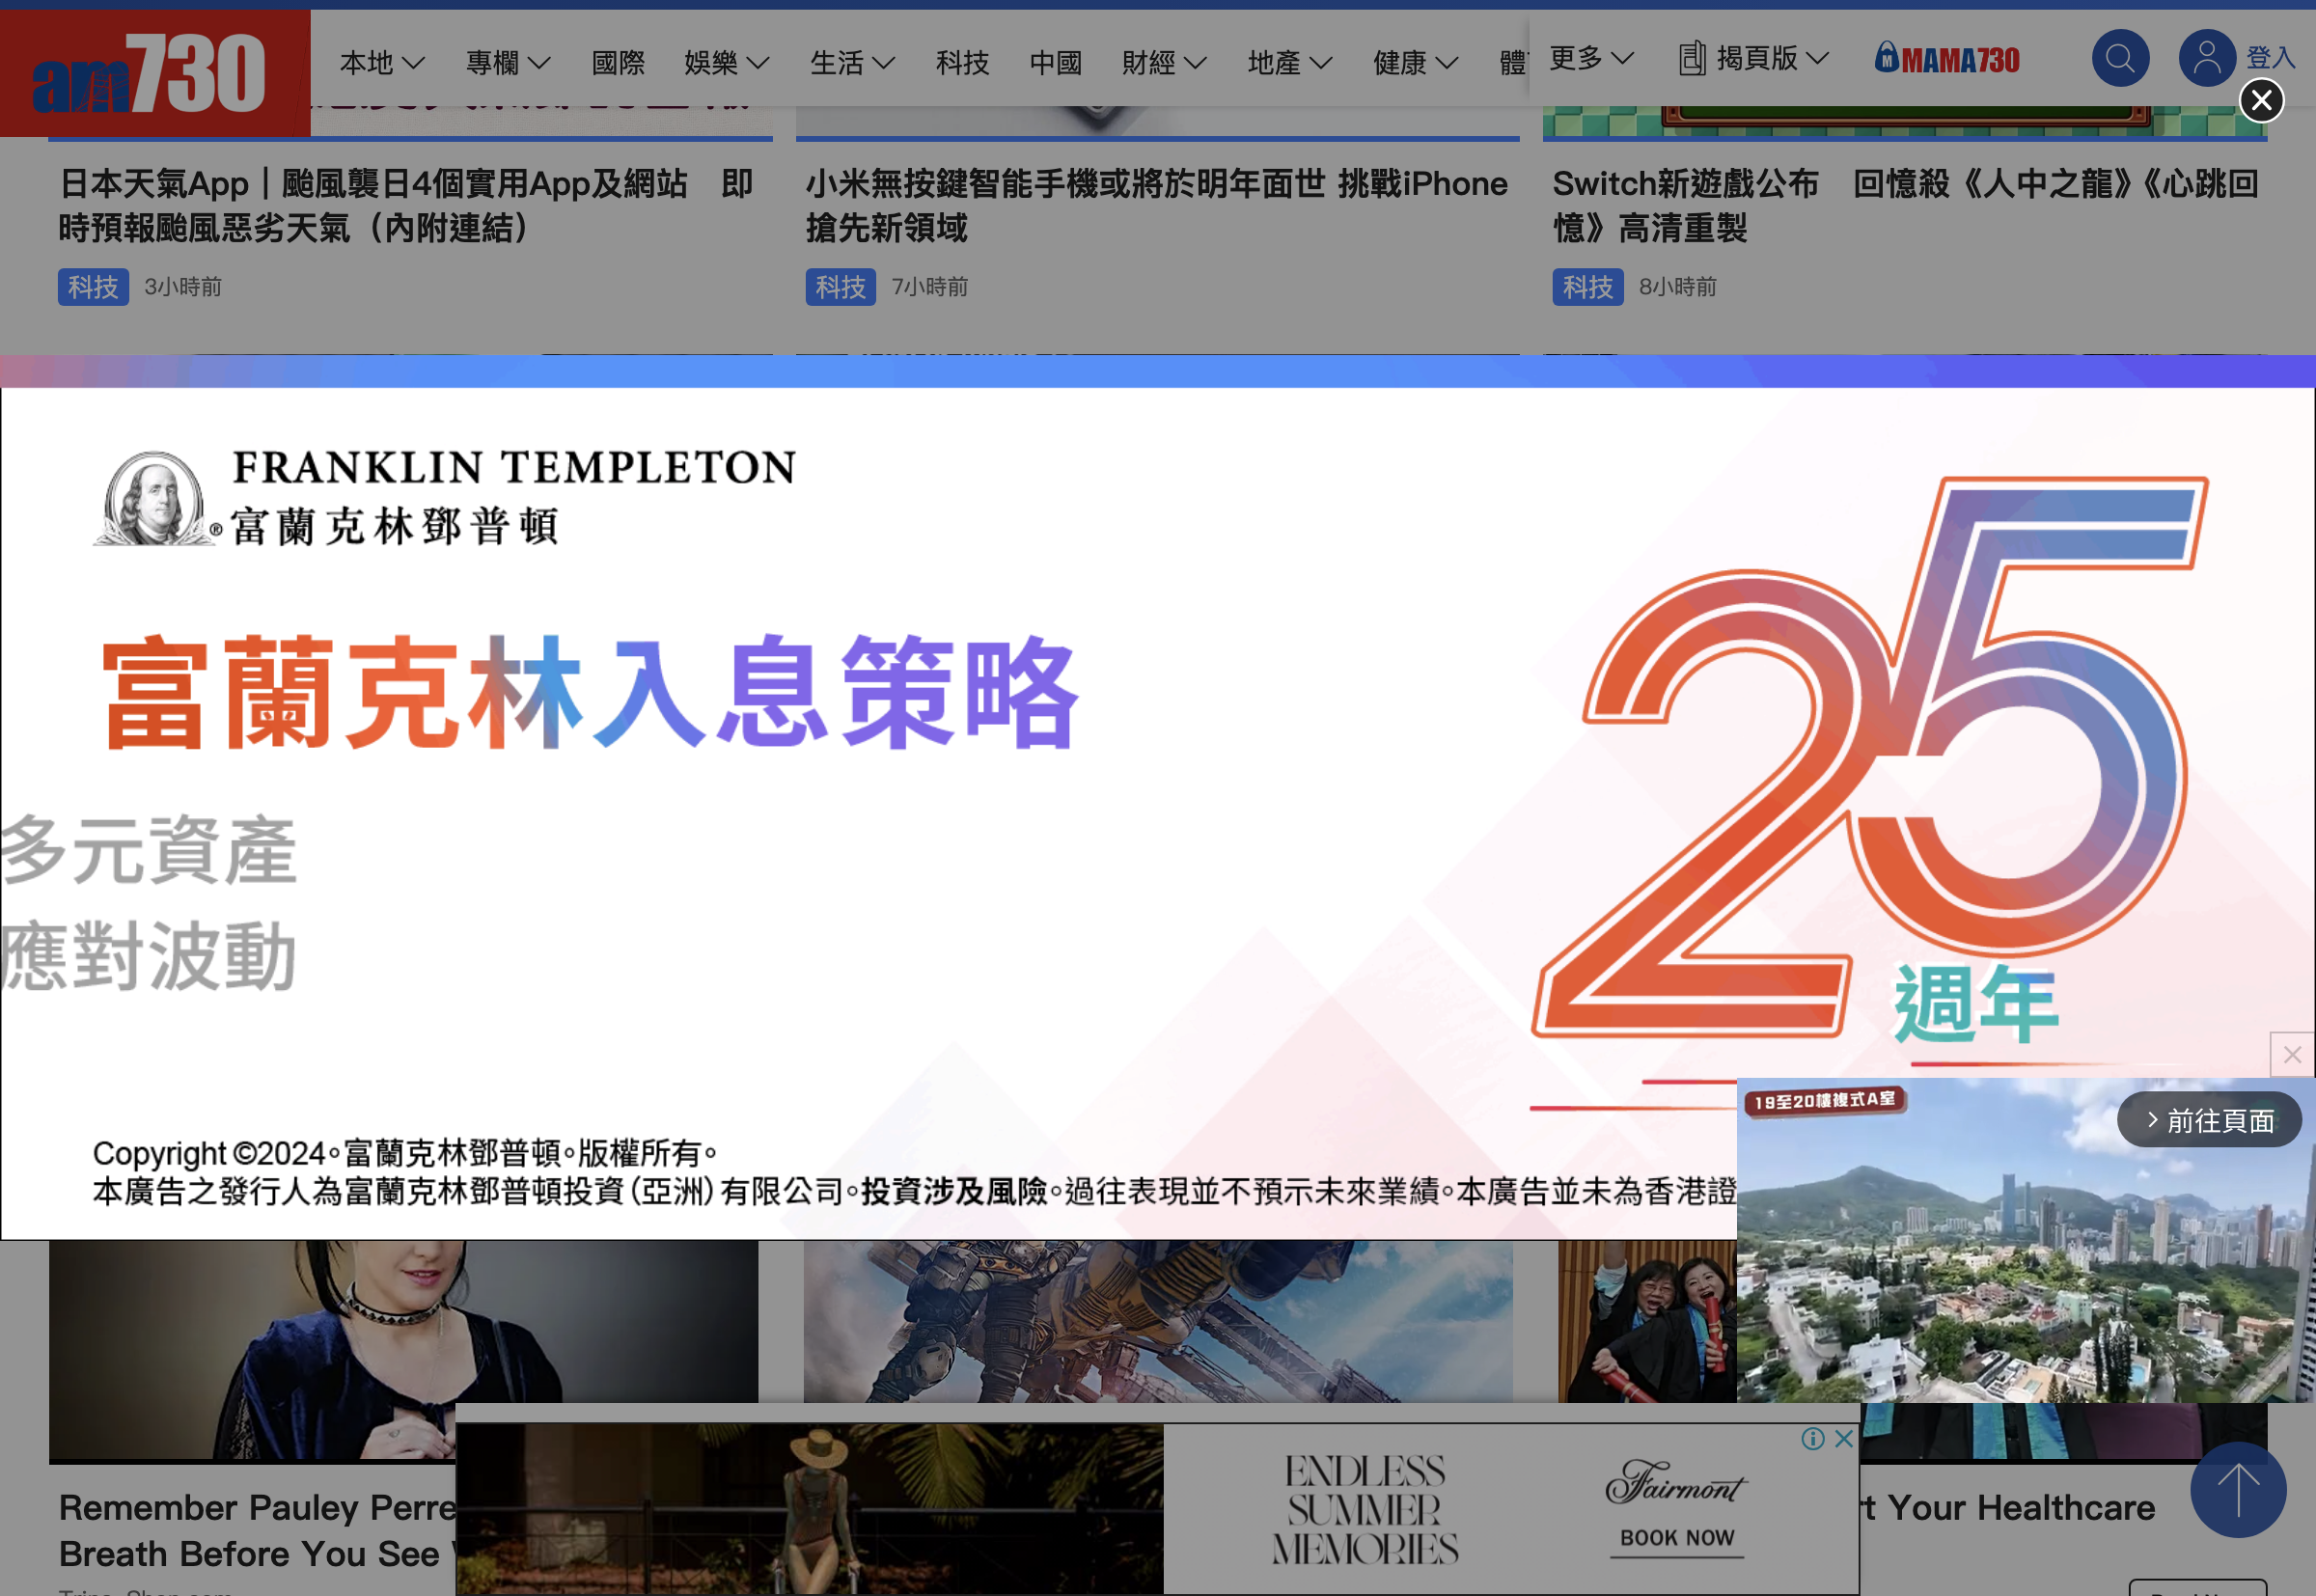 am730
本地
專欄
國際
娛樂
生活
科技
中國
財經
地產
健康
更多
揭頁版
MAMA730
登入
日本天氣App｜颱風襲日4個實用App及網站　即
時預報颱風惡劣天氣（內附連結）
科技 3小時前
小米無按鍵智能手機或將於明年面世 挑戰iPhone
搶先新領域
科技 7小時前
Switch新遊戲公布　回憶殺《人中之龍》《心跳回
憶》高清重製
科技 8小時前
FRANKLIN TEMPLETON
富蘭克林鄧普頓
富蘭克林入息策略
多元資產
應對波動
25
週年
Copyright ©2024。富蘭克林鄧普頓。版權所有。
本廣告之發行人為富蘭克林鄧普頓投資（亞洲）有限公司。投資涉及風險。過往表現並不預示未來業績。本廣告並未為香港證
19至20樓複式A室
前往頁面
Remember Pauley Perre
Breath Before You See
ENDLESS
SUMMER
MEMORIES
Fairmont
BOOK NOW
t Your Healthcare